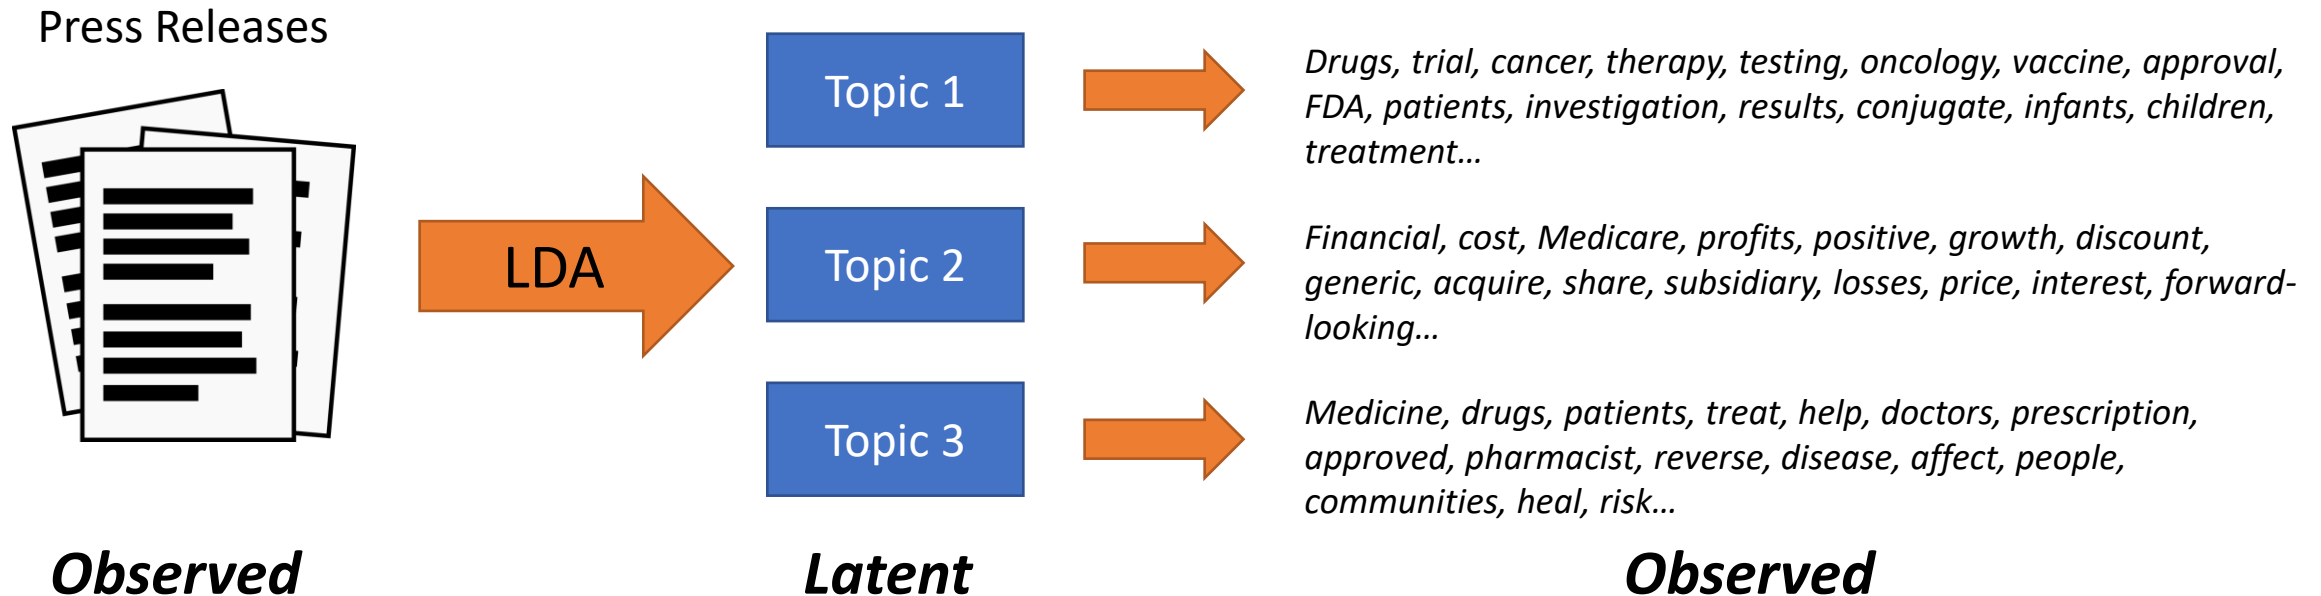 Press Releases
LDA
Topic 1
Drugs, trial, cancer, therapy, testing, oncology, vaccine, approval,
FDA, patients, investigation, results, conjugate, infants, children,
treatment…
Topic 2
Financial, cost, Medicare, profits, positive, growth, discount,
generic, acquire, share, subsidiary, losses, price, interest, forward-
looking…
Topic 3
Medicine, drugs, patients, treat, help, doctors, prescription,
approved, pharmacist, reverse, disease, affect, people,
communities, heal, risk…
Observed
Latent
Observed